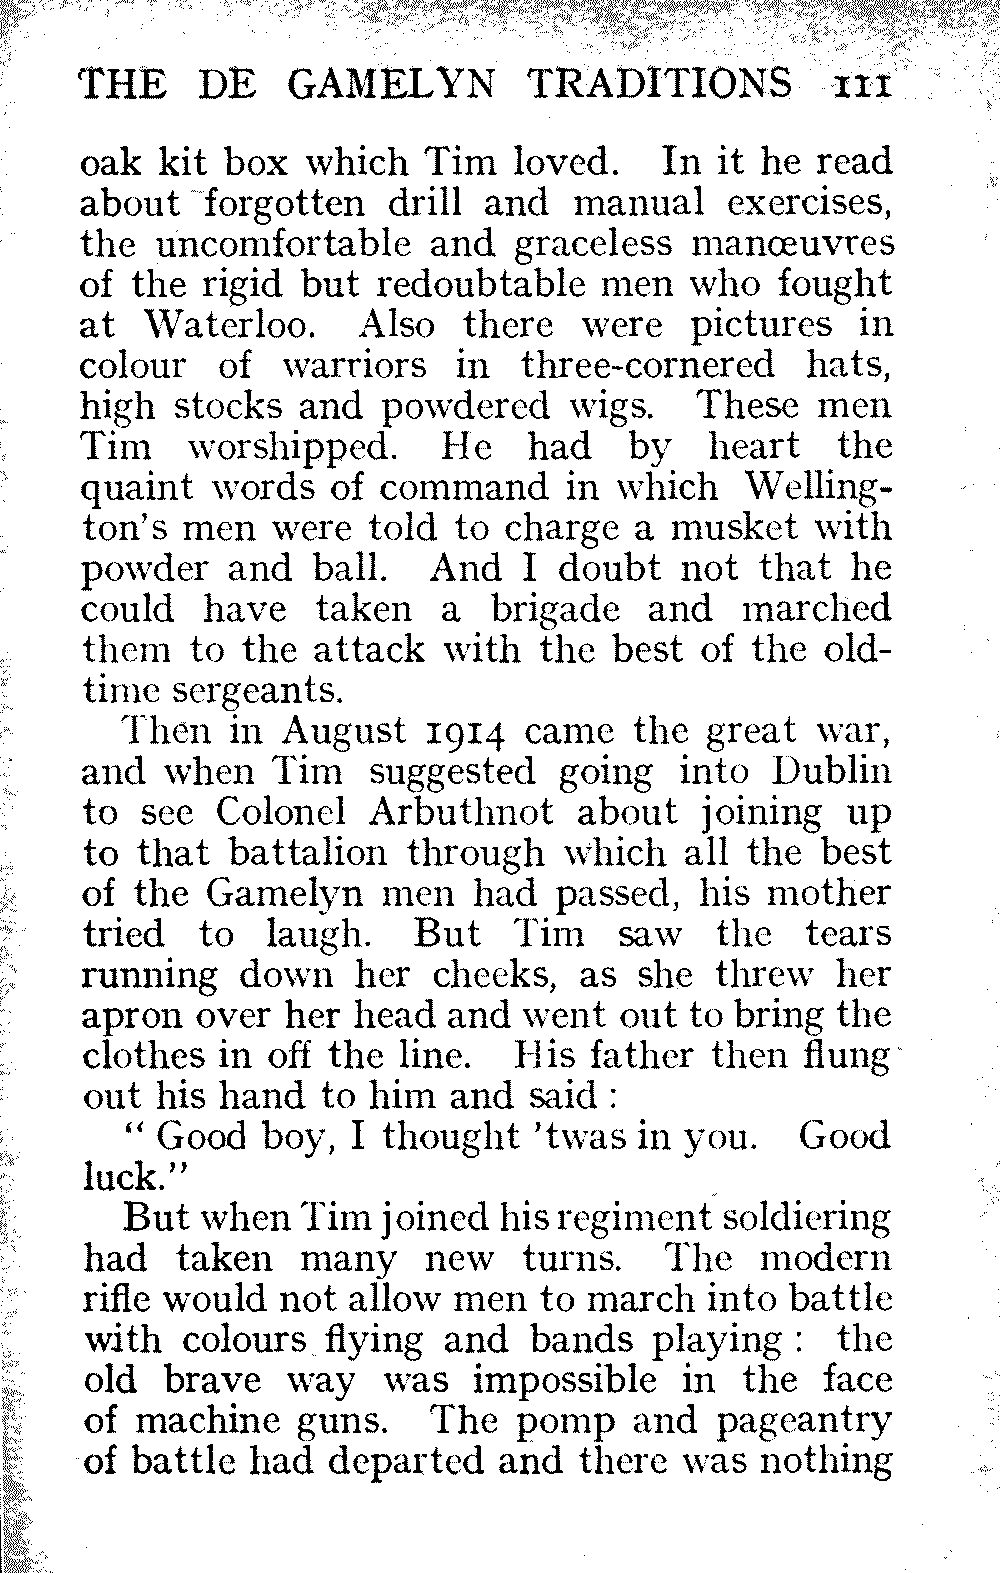 THE DE GAMELYN TRADITIONS 111
oak kit box which Tim loved. In it he read
about forgotten drill and manual exercises,
the uncomfortable and graceless manœuvres
of the rigid but redoubtable men who fought
at Waterloo. Also there were pictures in
colour of warriors in three-cornered hats,
high stocks and powdered wigs. These men
Tim worshipped. He had by heart the
quaint words of command in which Welling-
ton's men were told to charge a musket with
powder and ball. And I doubt not that he
could have taken a brigade and marched
them to the attack with the best of the old-
time sergeants.
Then in August 1914 came the great war,
and when Tim suggested going into Dublin
to see Colonel Arbuthnot about joining up
to that battalion through which all the best
of the Gamelyn men had passed, his mother
tried to laugh. But Tim saw the tears
running down her cheeks, as she threw her
apron over her head and went out to bring the
clothes in off the line. His father then flung
out his hand to him and said :
" Good boy, I thought 'twas in you. Good
luck."
But when Tim joined his regiment soldiering
had taken many new turns. The modern
rifle would not allow men to march into battle
with colours flying and bands playing : the
old brave way was impossible in the face
of machine guns. The pomp and pageantry
of battle had departed and there was nothing